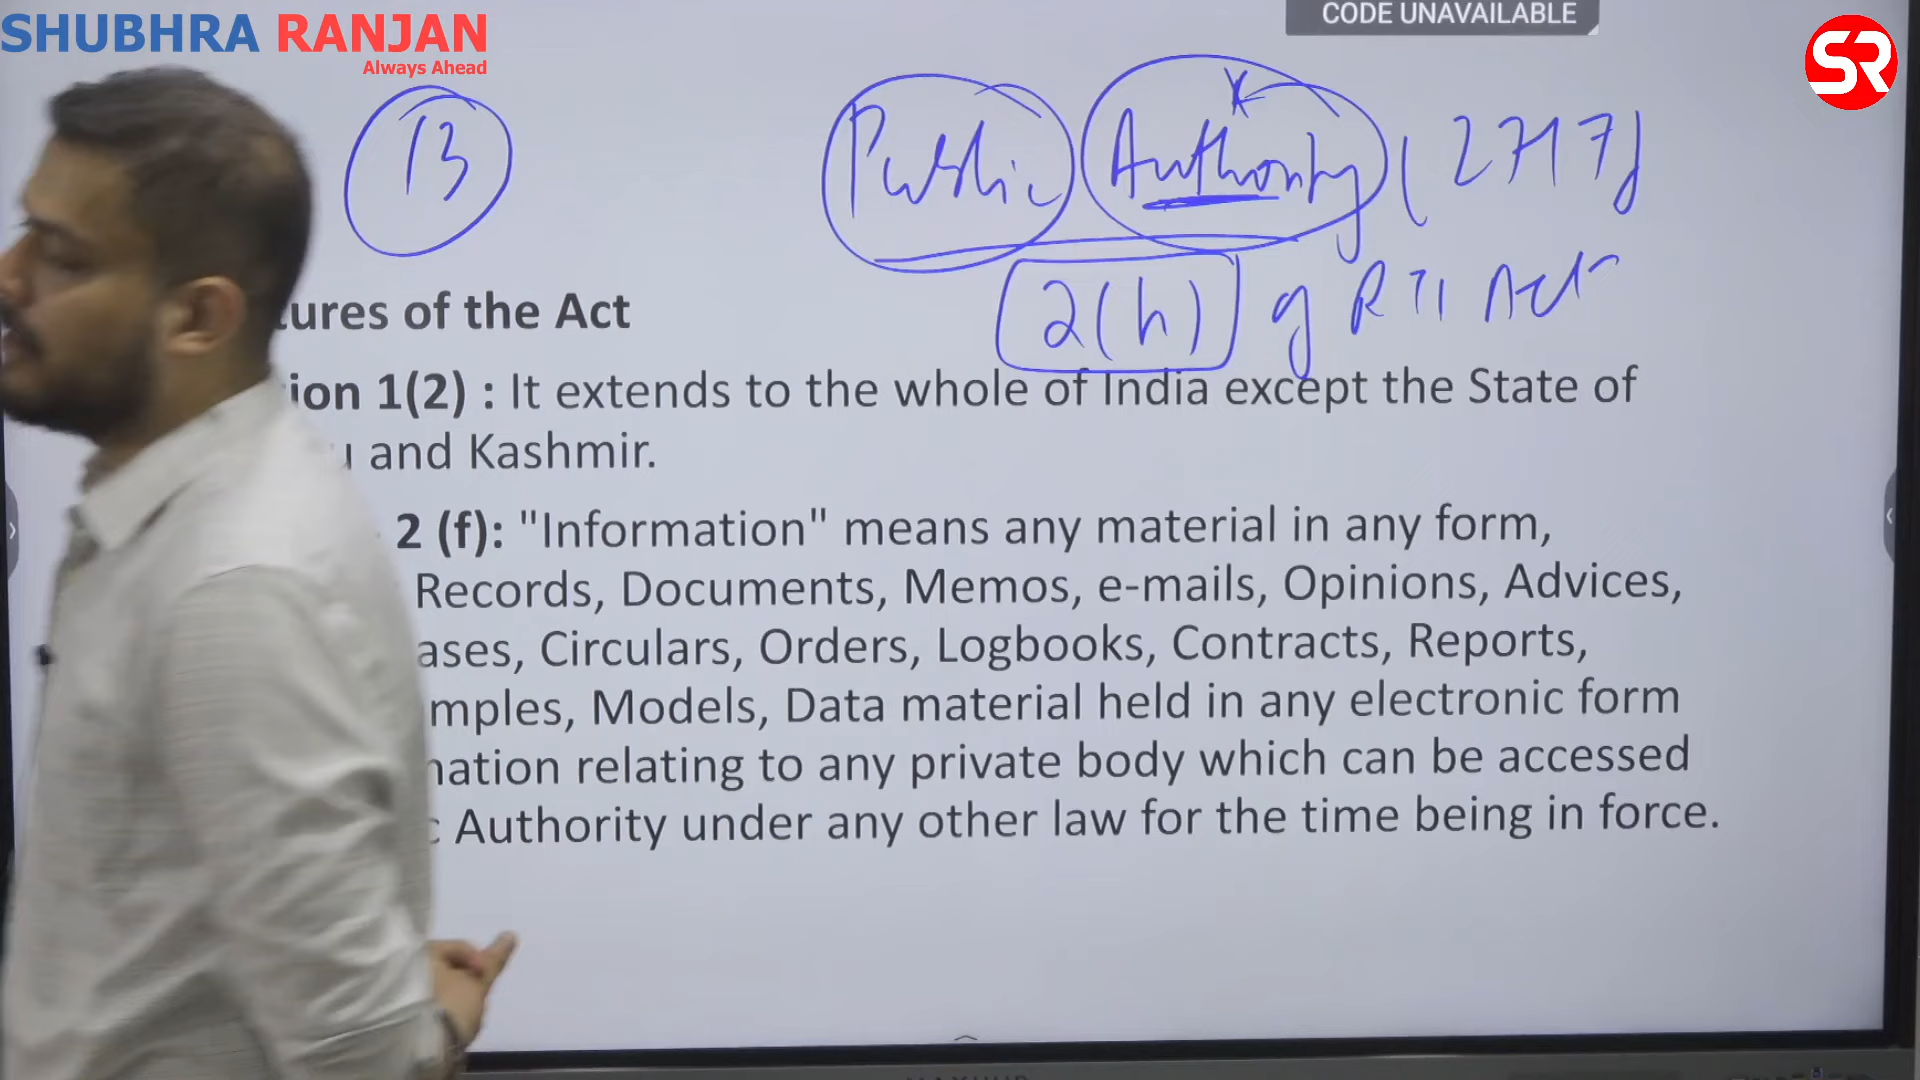 SHUBHRA RANJAN
Always Ahead
CODE UNAVAILABLE
SR
13
Public Authority (2717)
2(h) of RTI Act
tures of the Act
ion 1(2) : It extends to the whole of India except the State of
u and Kashmir.
2 (f): "Information" means any material in any form,
Records, Documents, Memos, e-mails, Opinions, Advices,
ases, Circulars, Orders, Logbooks, Contracts, Reports,
mples, Models, Data material held in any electronic form
nation relating to any private body which can be accessed
c Authority under any other law for the time being in force.